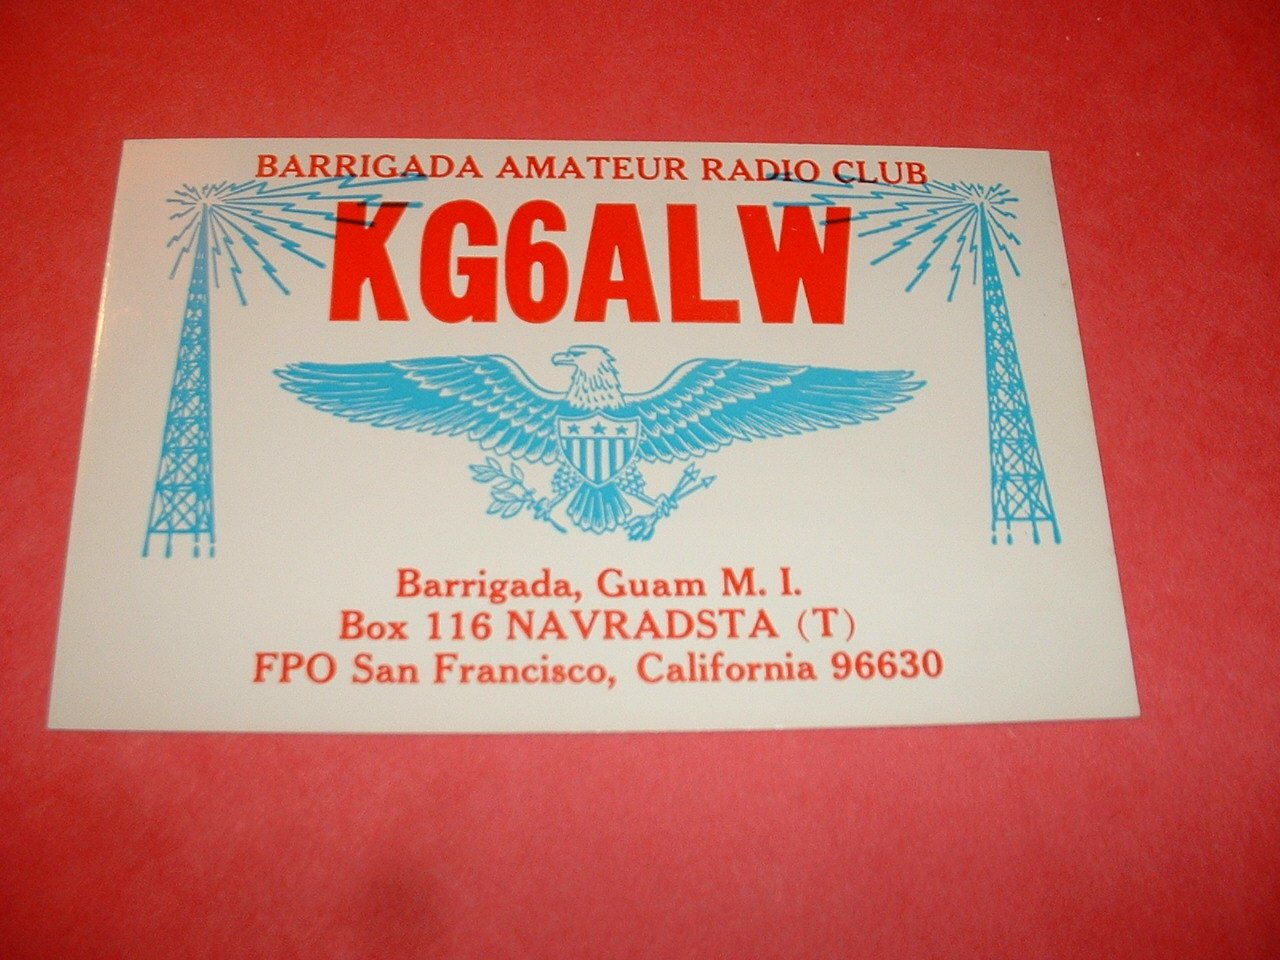 BARRIGADA AMATEUR RADIO CLUB
KG6ALW
Barrigada, Guam M. I.
Box 116 NAVRADSTA (T)
FPO San Francisco, California 96630